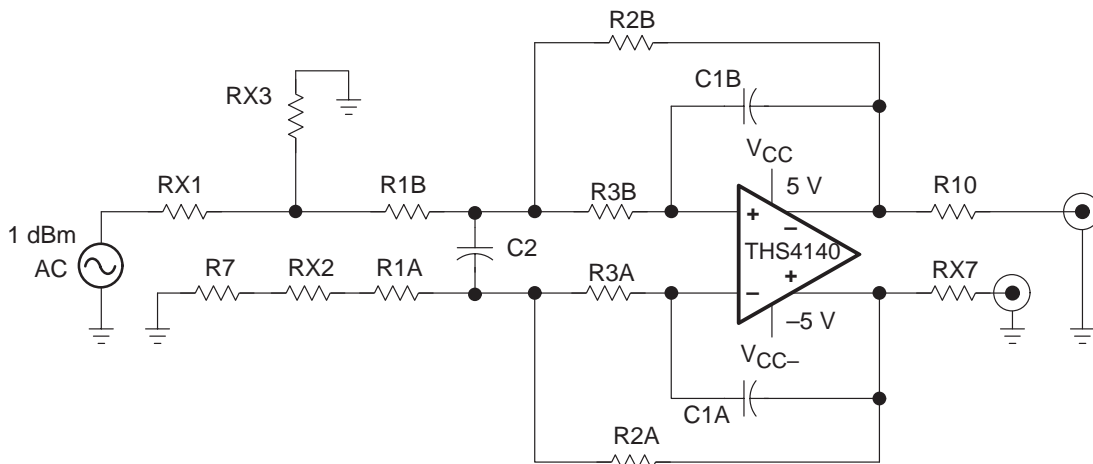 R2B
C1B
RX3
VCC
5 V
RX1
R1B
R3B
R10
+
–
1 dBm
AC
C2
THS4140
R7
RX2
R1A
R3A
+
–
RX7
–5 V
VCC–
C1A
R2A